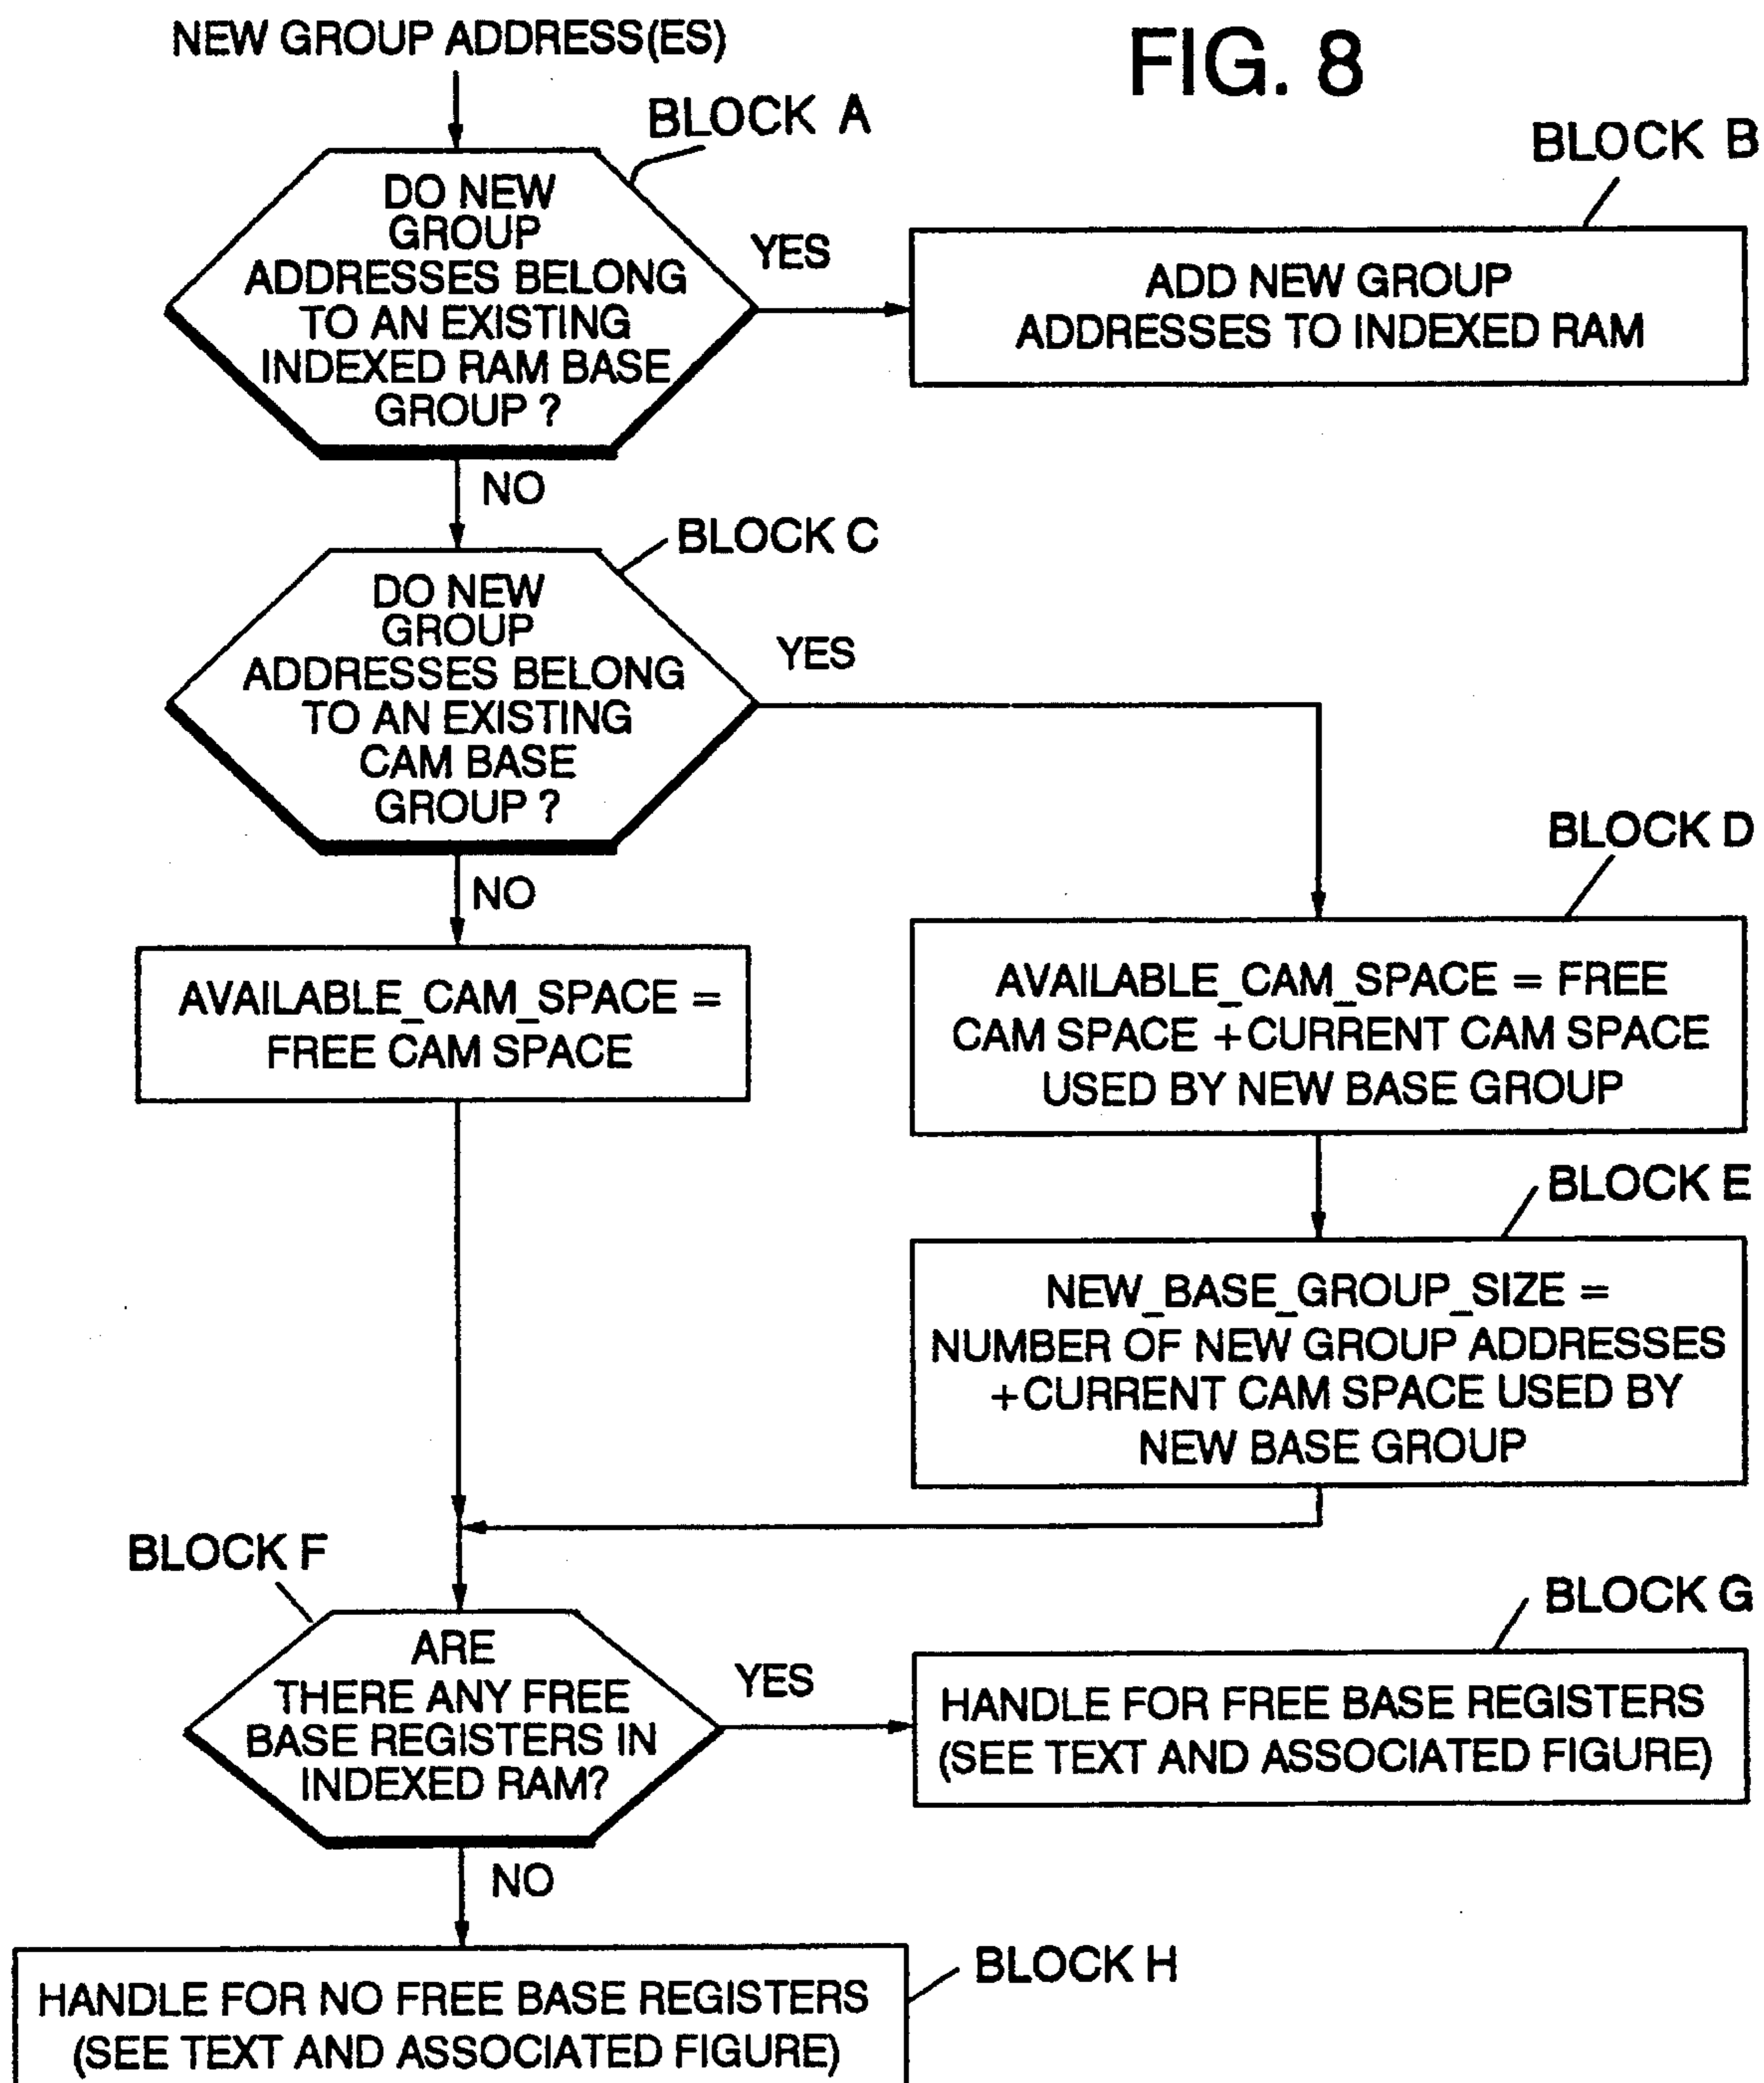 NEW GROUP ADDRESS(ES)
FIG. 8
BLOCK A
DO NEW
GROUP
ADDRESSES BELONG
TO AN EXISTING
INDEXED RAM BASE
GROUP ?
YES
BLOCK B
ADD NEW GROUP
ADDRESSES TO INDEXED RAM
NO
BLOCK C
DO NEW
GROUP
ADDRESSES BELONG
TO AN EXISTING
CAM BASE
GROUP ?
YES
NO
AVAILABLE_CAM_SPACE =
FREE CAM SPACE
BLOCK D
AVAILABLE_CAM_SPACE = FREE
CAM SPACE +CURRENT CAM SPACE
USED BY NEW BASE GROUP
BLOCK E
NEW_BASE_GROUP_SIZE =
NUMBER OF NEW GROUP ADDRESSES
+CURRENT CAM SPACE USED BY
NEW BASE GROUP
BLOCK F
ARE
THERE ANY FREE
BASE REGISTERS IN
INDEXED RAM?
YES
BLOCK G
HANDLE FOR FREE BASE REGISTERS
(SEE TEXT AND ASSOCIATED FIGURE)
NO
BLOCK H
HANDLE FOR NO FREE BASE REGISTERS
(SEE TEXT AND ASSOCIATED FIGURE)